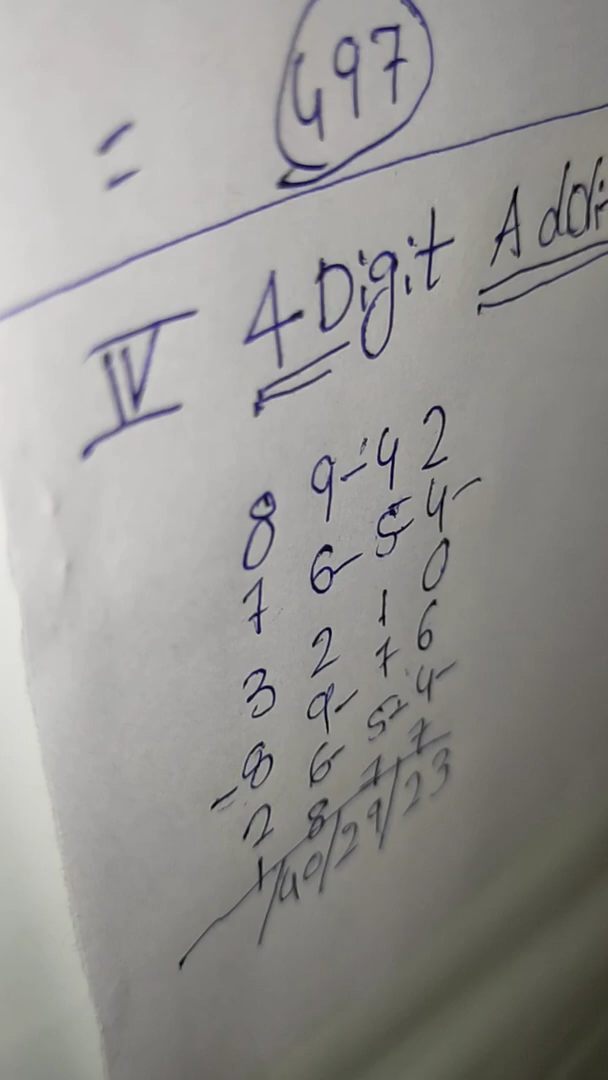 = 497
IV 4 Digit Addi
8 9 4 2
7 6 5 4
3 2 1 0
8 9 7 6
2 6 5 4
1 8 7 7
/40/29/23